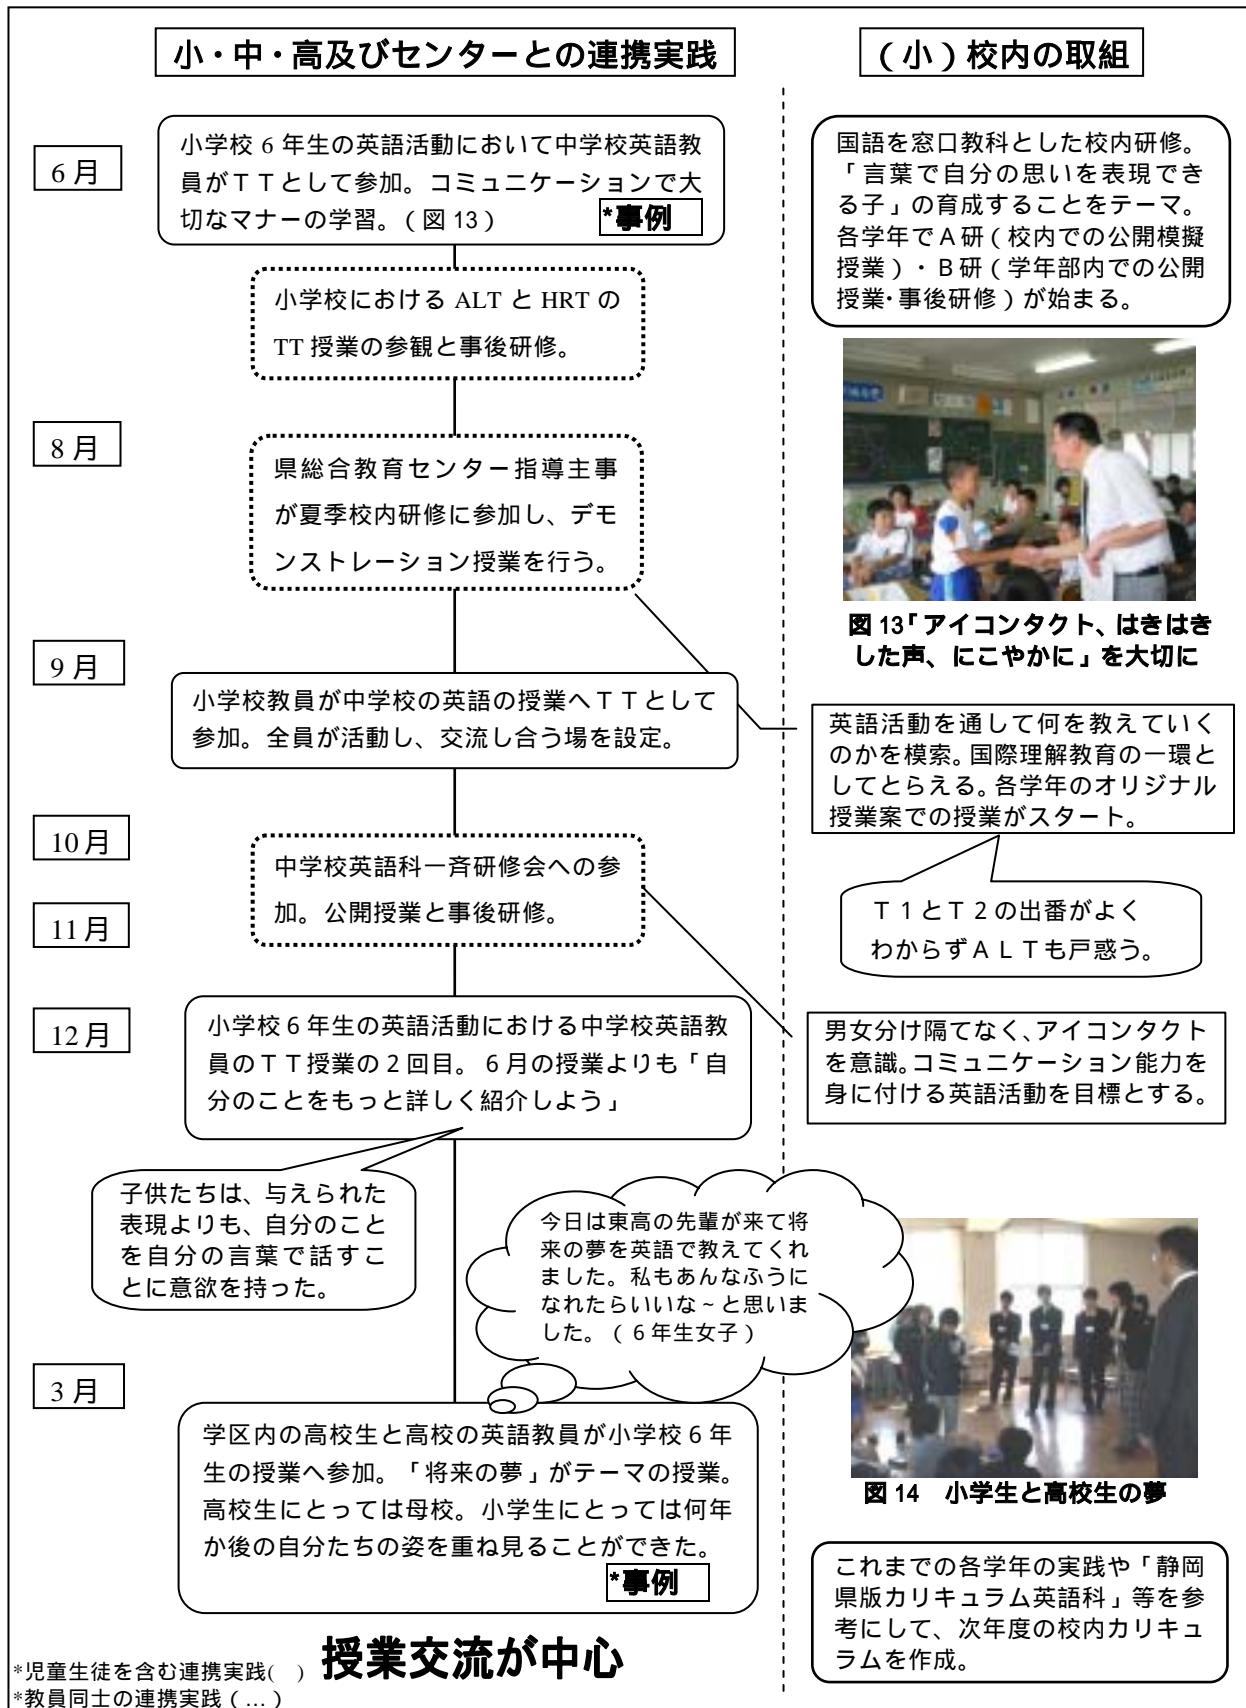 小・中・高及びセンターとの連携実践
(小)校内の取組
6月
小学校6年生の英語活動において中学校英語教
員がTTとして参加。コミュニケーションで大
切なマナーの学習。(図13)
*事例
国語を窓口教科とした校内研修。
「言葉で自分の思いを表現でき
る子」の育成することをテーマ。
各学年でA研(校内での公開模擬
授業)・B研(学年部内での公開
授業・事後研修)が始まる。
小学校における ALT と HRT の
TT 授業の参観と事後研修。
8月
県総合教育センター指導主事
が夏季校内研修に参加し、デモ
ンストレーション授業を行う。
図13「アイコンタクト、はきはき
した声、にこやかに」を大切に
9月
小学校教員が中学校の英語の授業へTTとして
参加。全員が活動し、交流し合う場を設定。
英語活動を通して何を教えていく
のかを模索。国際理解教育の一環と
してとらえる。各学年のオリジナル
授業案での授業がスタート。
10月
中学校英語科一斉研修会への参
加。公開授業と事後研修。
T1とT2の出番がよく
わからずALTも戸惑う。
11月
12月
小学校6年生の英語活動における中学校英語教
員のTT授業の2回目。6月の授業よりも「自
分のことをもっと詳しく紹介しよう」
男女分け隔てなく、アイコンタクト
を意識。コミュニケーション能力を
身に付ける英語活動を目標とする。
子供たちは、与えられた
表現よりも、自分のこと
を自分の言葉で話すこ
とに意欲を持った。
今日は東高の先輩が来て将
来の夢を英語で教えてくれ
ました。私もあんなふうに
なれたらいいな~と思いま
した。(6年生女子)
3月
学区内の高校生と高校の英語教員が小学校6年
生の授業へ参加。「将来の夢」がテーマの授業。
高校生にとっては母校。小学生にとっては何年
か後の自分たちの姿を重ね見ることができた。
*事例
図14 小学生と高校生の夢
これまでの各学年の実践や「静岡
県版カリキュラム英語科」等を参
考にして、次年度の校内カリキュ
ラムを作成。
授業交流が中心
*児童生徒を含む連携実践( )
*教員同士の連携実践(…)